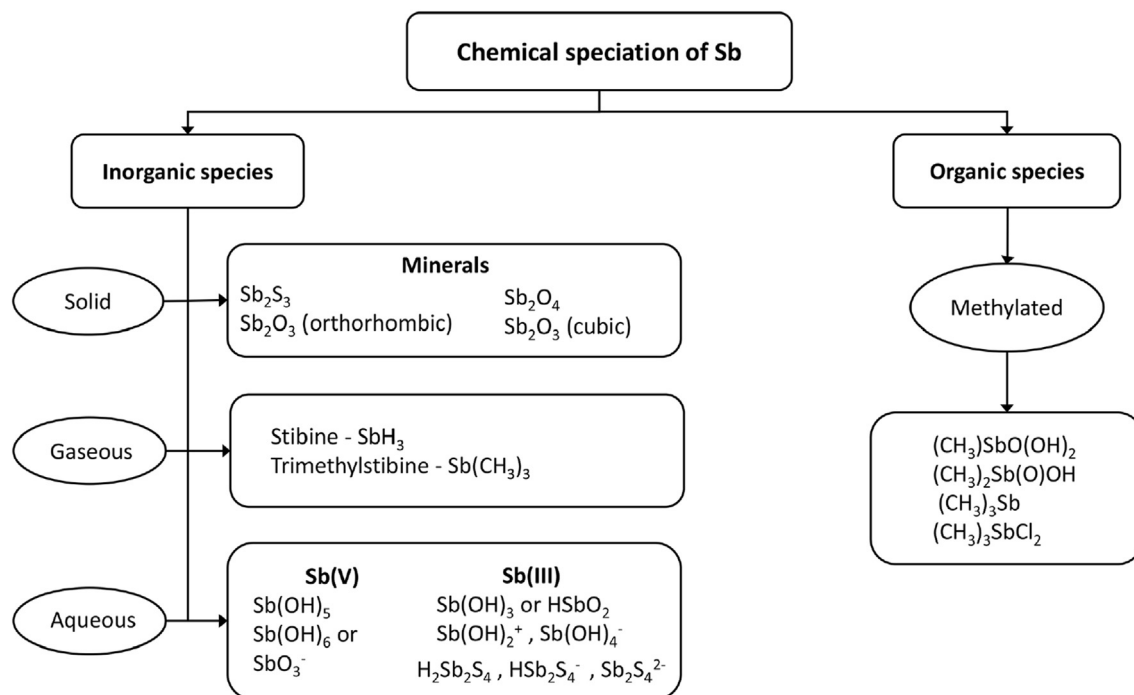 Chemical speciation of Sb
Inorganic species
Organic species
Solid
Minerals
Sb₂S₃
Sb₂O₃ (orthorhombic)
Sb₂O₄
Sb₂O₃ (cubic)
Methylated
Gaseous
Stibine - SbH₃
Trimethylstibine - Sb(CH₃)₃
(CH₃)SbO(OH)₂
(CH₃)₂Sb(O)OH
(CH₃)₃Sb
(CH₃)₃SbCl₂
Aqueous
Sb(V)
Sb(OH)₅
Sb(OH)₆ or
SbO₃⁻
Sb(III)
Sb(OH)₃ or HSbO₂
Sb(OH)₂⁺ , Sb(OH)₄⁻
H₂Sb₂S₄ , HSb₂S₄⁻ , Sb₂S₄²⁻